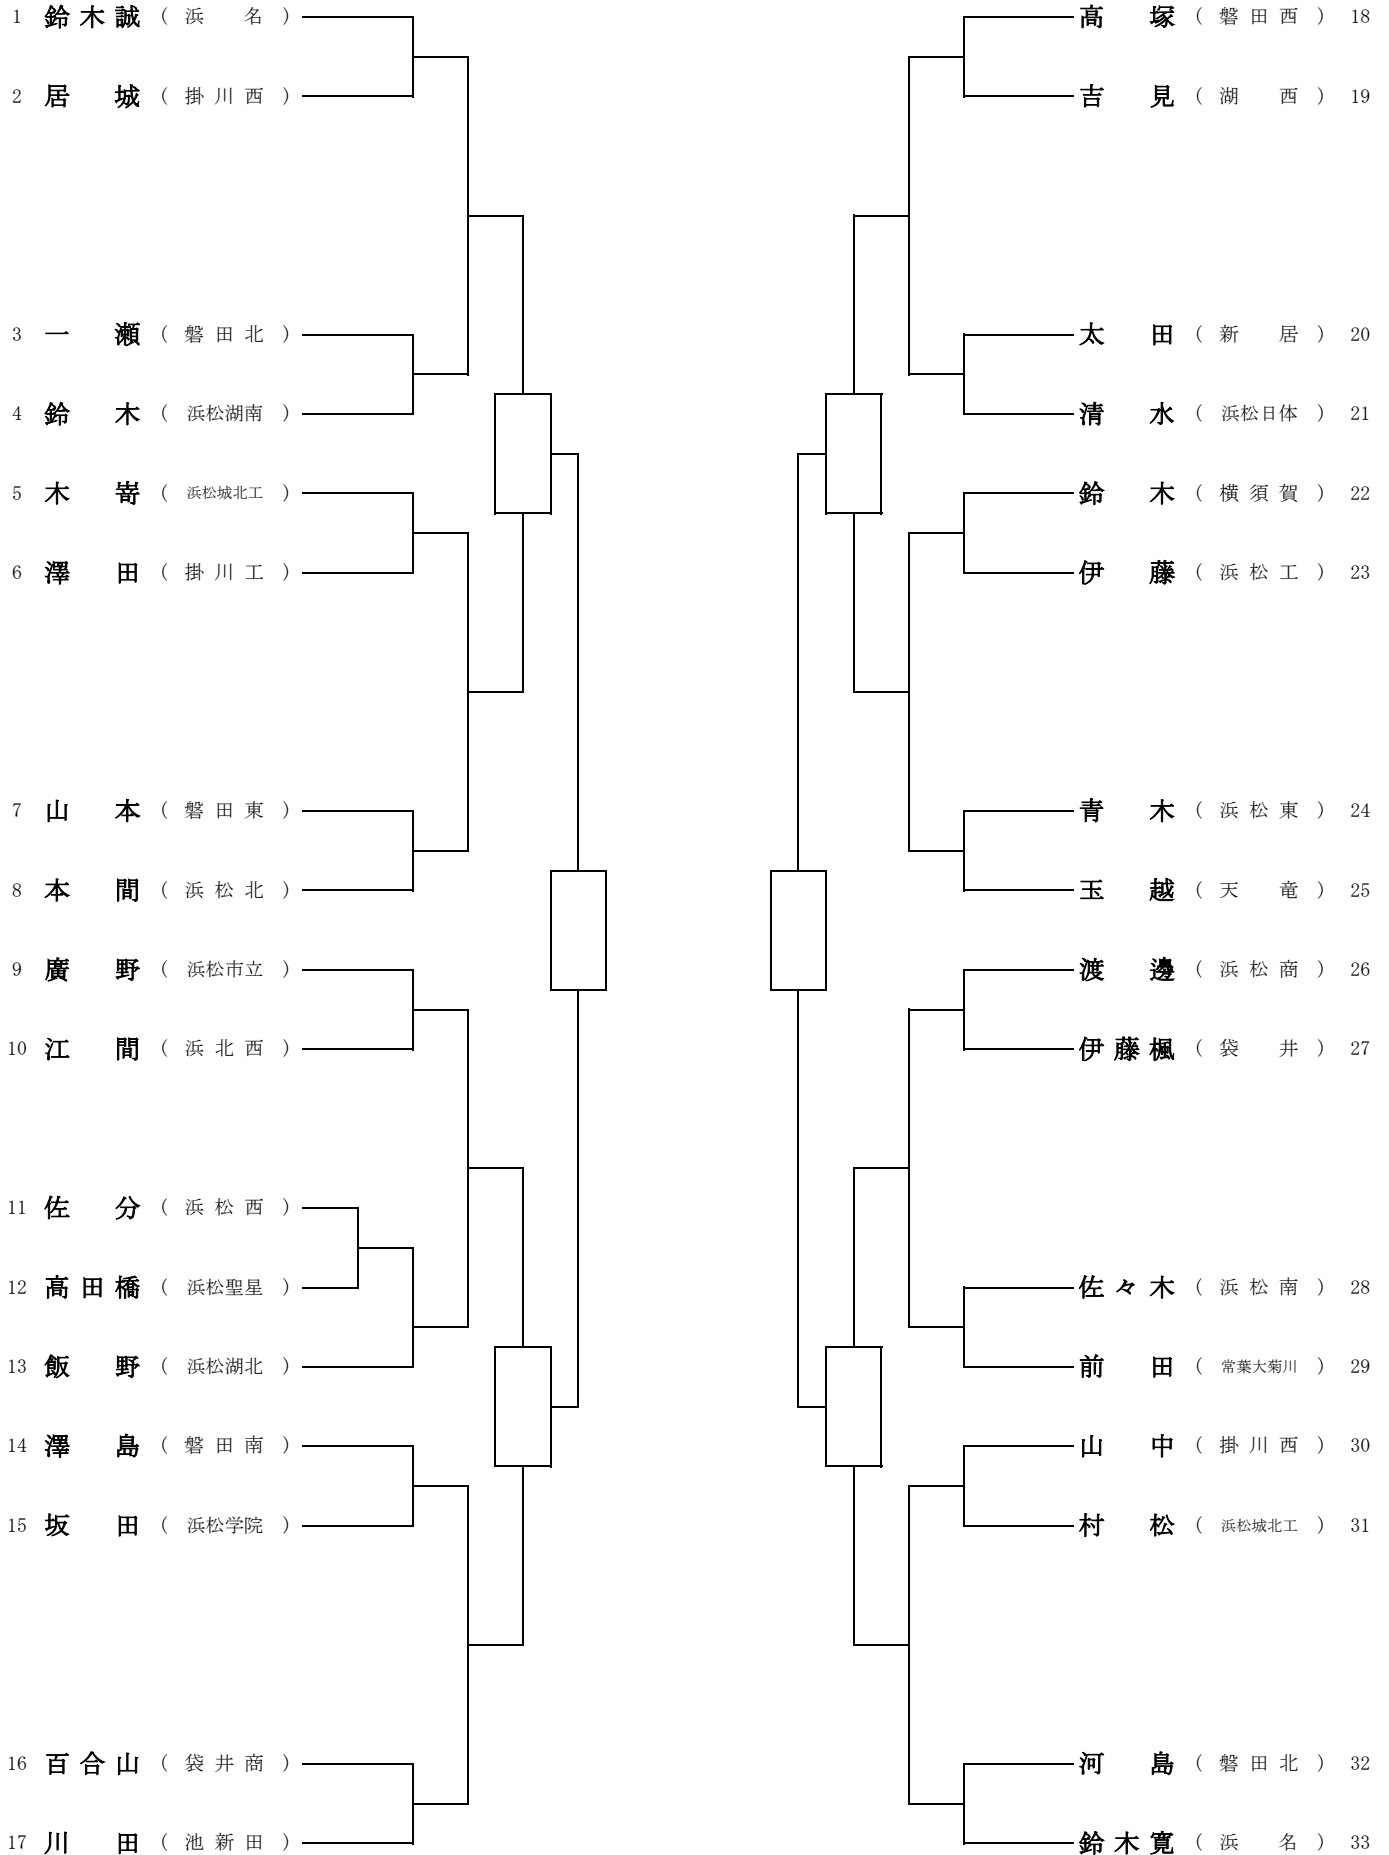 1 鈴木誠 ( 浜 名 )
2 居 城 ( 掛川西 )
3 一 瀬 ( 磐田北 )
4 鈴 木 ( 浜松湖南 )
5 木 嵜 ( 浜松城北工 )
6 澤 田 ( 掛川工 )
7 山 本 ( 磐田東 )
8 本 間 ( 浜松北 )
9 廣 野 ( 浜松市立 )
10 江 間 ( 浜北西 )
11 佐 分 ( 浜松西 )
12 髙田橋 ( 浜松聖星 )
13 飯 野 ( 浜松湖北 )
14 澤 島 ( 磐田南 )
15 坂 田 ( 浜松学院 )
16 百合山 ( 袋井商 )
17 川 田 ( 池新田 )
髙 塚 ( 磐田西 ) 18
吉 見 ( 湖 西 ) 19
太 田 ( 新 居 ) 20
清 水 ( 浜松日体 ) 21
鈴 木 ( 横須賀 ) 22
伊 藤 ( 浜松工 ) 23
青 木 ( 浜松東 ) 24
玉 越 ( 天 竜 ) 25
渡 邊 ( 浜松商 ) 26
伊藤楓 ( 袋 井 ) 27
佐々木 ( 浜松南 ) 28
前 田 ( 常葉大菊川 ) 29
山 中 ( 掛川西 ) 30
村 松 ( 浜松城北工 ) 31
河 島 ( 磐田北 ) 32
鈴木寛 ( 浜 名 ) 33